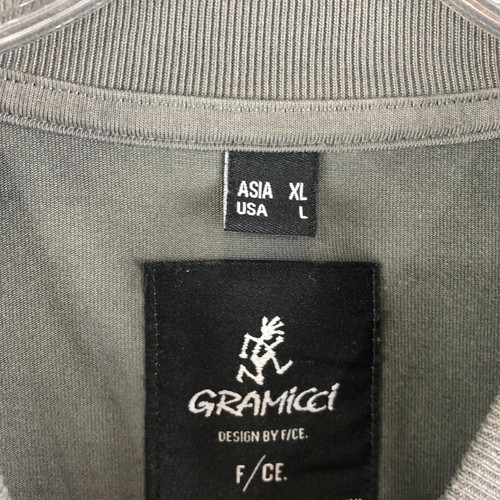 ASIA XL
USA L
GRAMICCI
DESIGN BY F/CE.
F/CE.